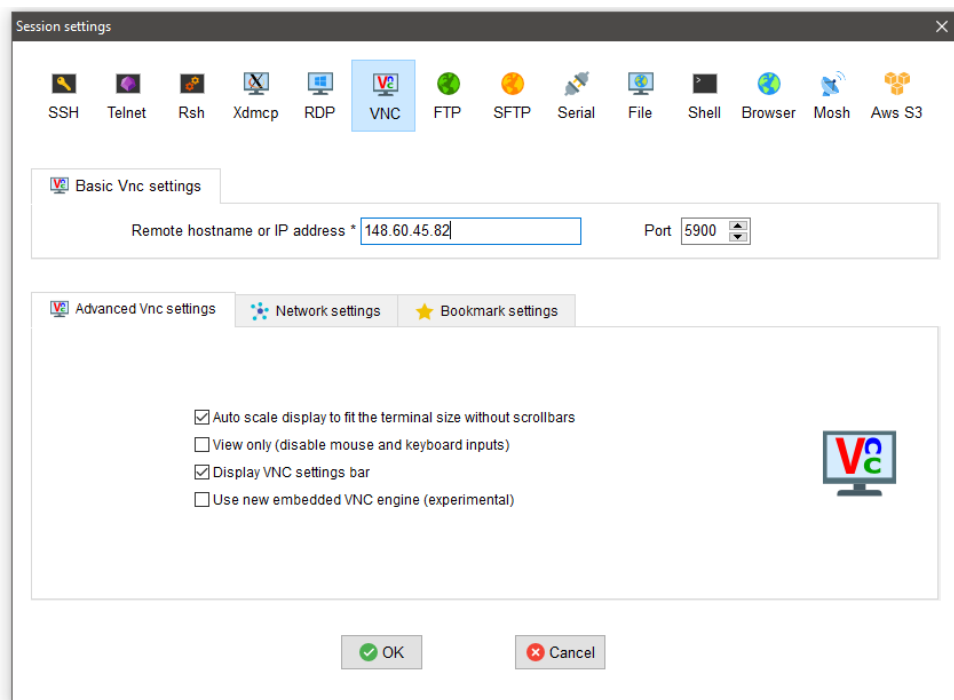 Session settings
SSH Telnet Rsh Xdmcp RDP VNC FTP SFTP Serial File Shell Browser Mosh Aws S3
Basic Vnc settings
Remote hostname or IP address * 148.60.45.82 Port 5900
Advanced Vnc settings Network settings Bookmark settings
Auto scale display to fit the terminal size without scrollbars
View only (disable mouse and keyboard inputs)
Display VNC settings bar
Use new embedded VNC engine (experimental)
VNC
OK Cancel